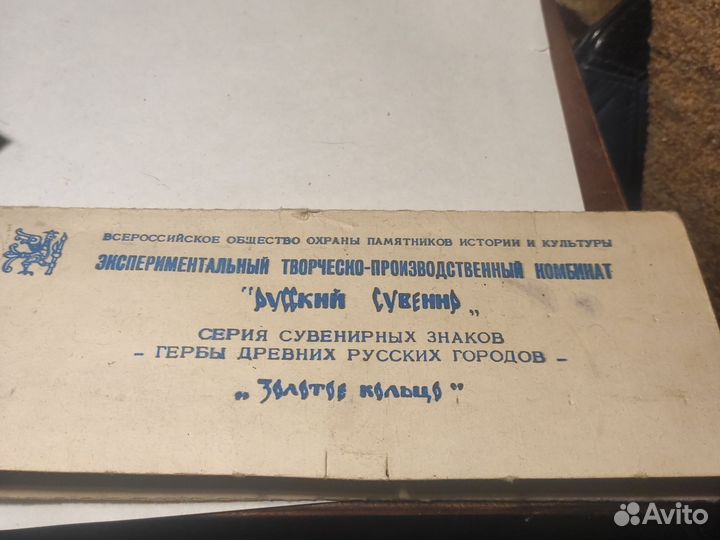 ВСЕРОССИЙСКОЕ ОБЩЕСТВО ОХРАНЫ ПАМЯТНИКОВ ИСТОРИИ И КУЛЬТУРЫ
ЭКСПЕРИМЕНТАЛЬНЫЙ ТВОРЧЕСКО-ПРОИЗВОДСТВЕННЫЙ КОМБИНАТ
"РУССКИЙ СУВЕНИР„
СЕРИЯ СУВЕНИРНЫХ ЗНАКОВ
- ГЕРБЫ ДРЕВНИХ РУССКИХ ГОРОДОВ -
„Золотое кольцо"
Avito